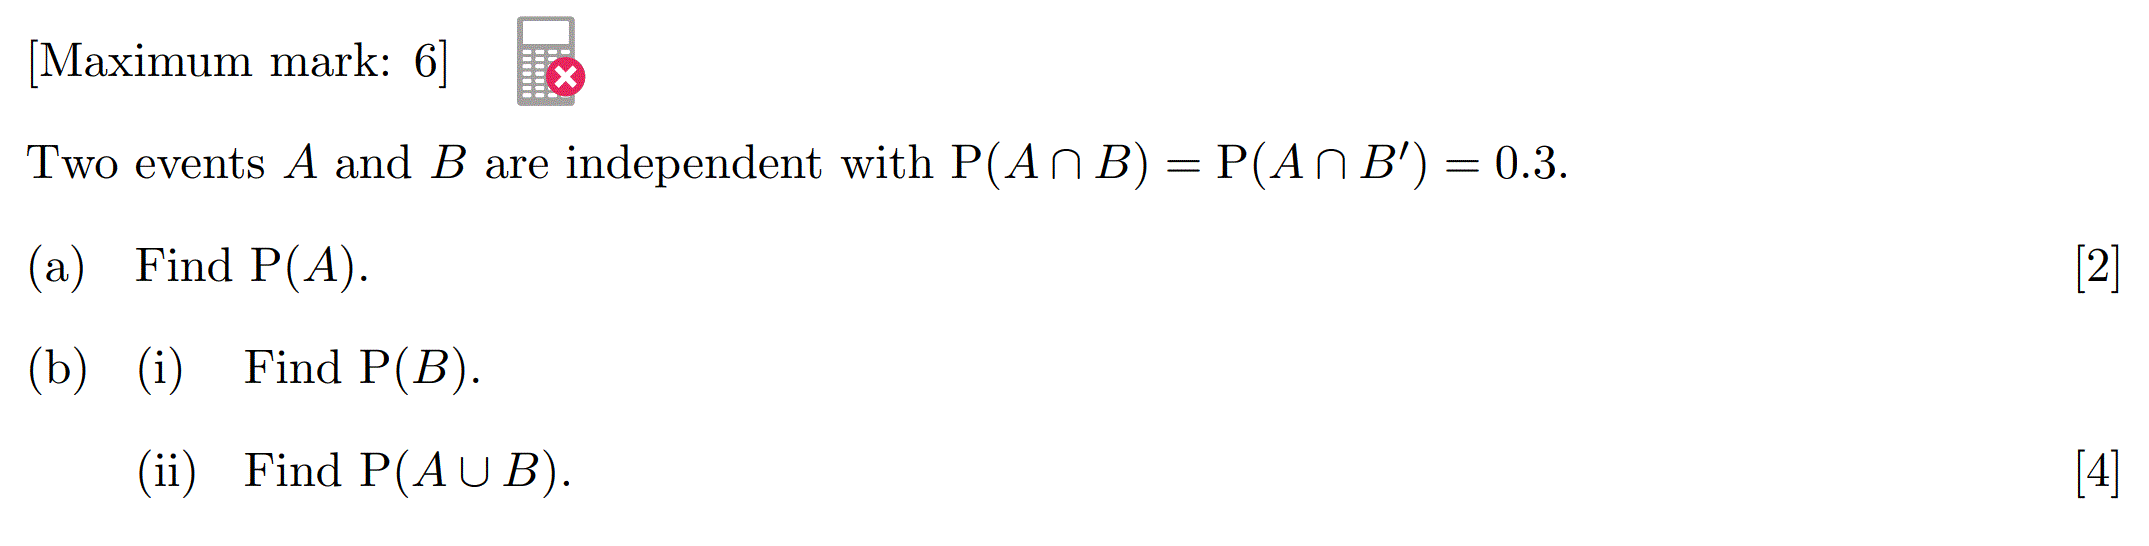 [Maximum mark: 6]
Two events A and B are independent with P(A ∩ B) = P(A ∩ B′) = 0.3.
(a) Find P(A). [2]
(b) (i) Find P(B).
(ii) Find P(A ∪ B). [4]